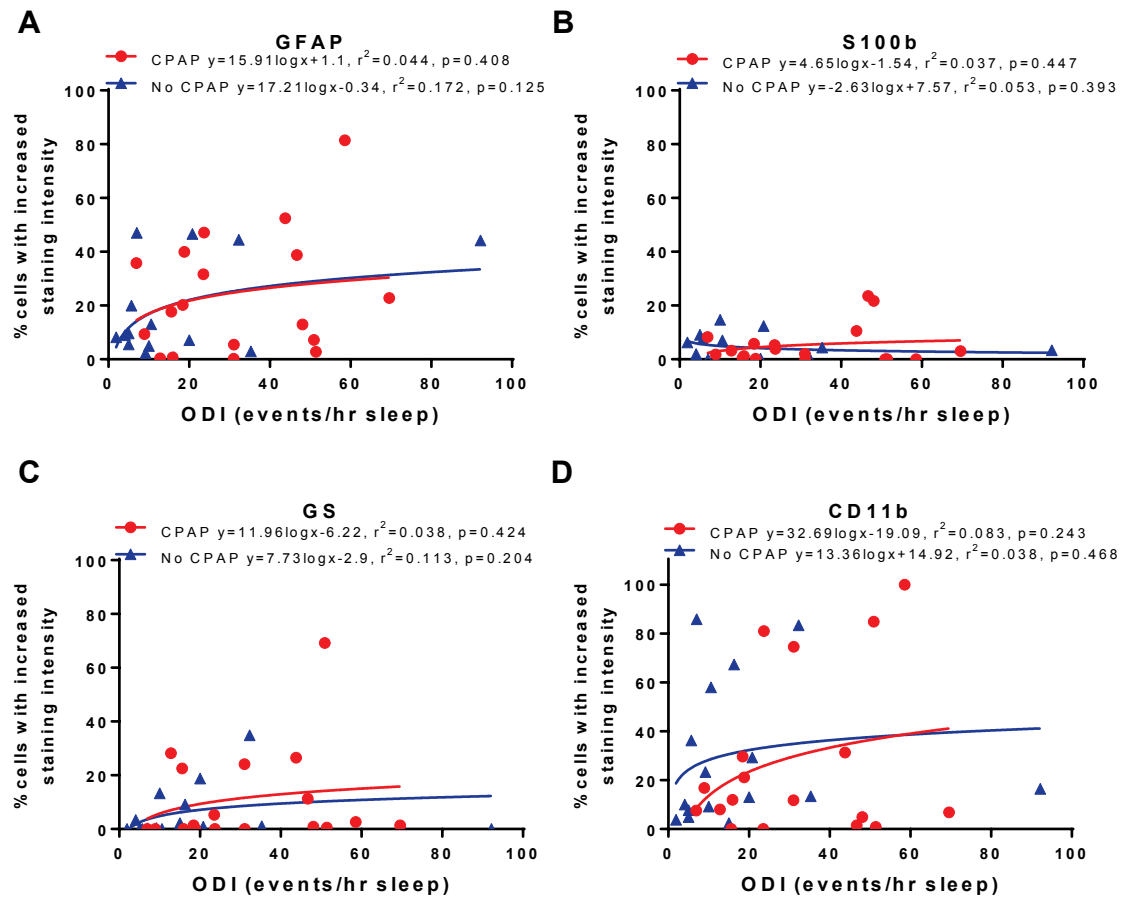 A
GFAP
CPAP y=15.91logx+1.1, r²=0.044, p=0.408
No CPAP y=17.21logx-0.34, r²=0.172, p=0.125
% cells with increased
staining intensity
100
80
60
40
20
0
0 20 40 60 80 100
ODI (events/hr sleep)
B
S100b
CPAP y=4.65logx-1.54, r²=0.037, p=0.447
No CPAP y=-2.63logx+7.57, r²=0.053, p=0.393
% cells with increased
staining intensity
100
80
60
40
20
0
0 20 40 60 80 100
ODI (events/hr sleep)
C
GS
CPAP y=11.96logx-6.22, r²=0.038, p=0.424
No CPAP y=7.73logx-2.9, r²=0.113, p=0.204
% cells with increased
staining intensity
100
80
60
40
20
0
0 20 40 60 80 100
ODI (events/hr sleep)
D
CD11b
CPAP y=32.69logx-19.09, r²=0.083, p=0.243
No CPAP y=13.36logx+14.92, r²=0.038, p=0.468
% cells with increased
staining intensity
100
80
60
40
20
0
0 20 40 60 80 100
ODI (events/hr sleep)